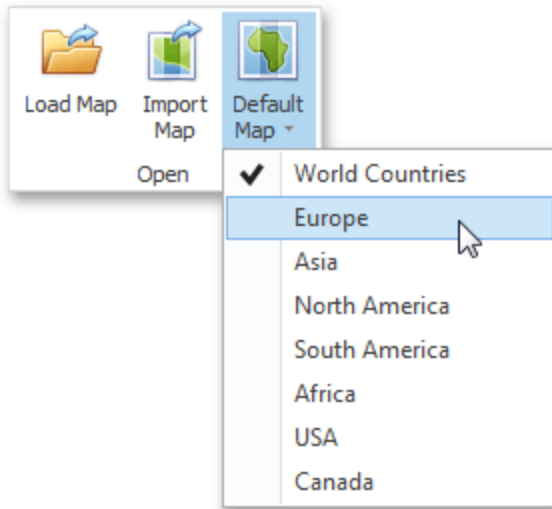 Load Map
Import
Map
Default
Map
Open
World Countries
Europe
Asia
North America
South America
Africa
USA
Canada